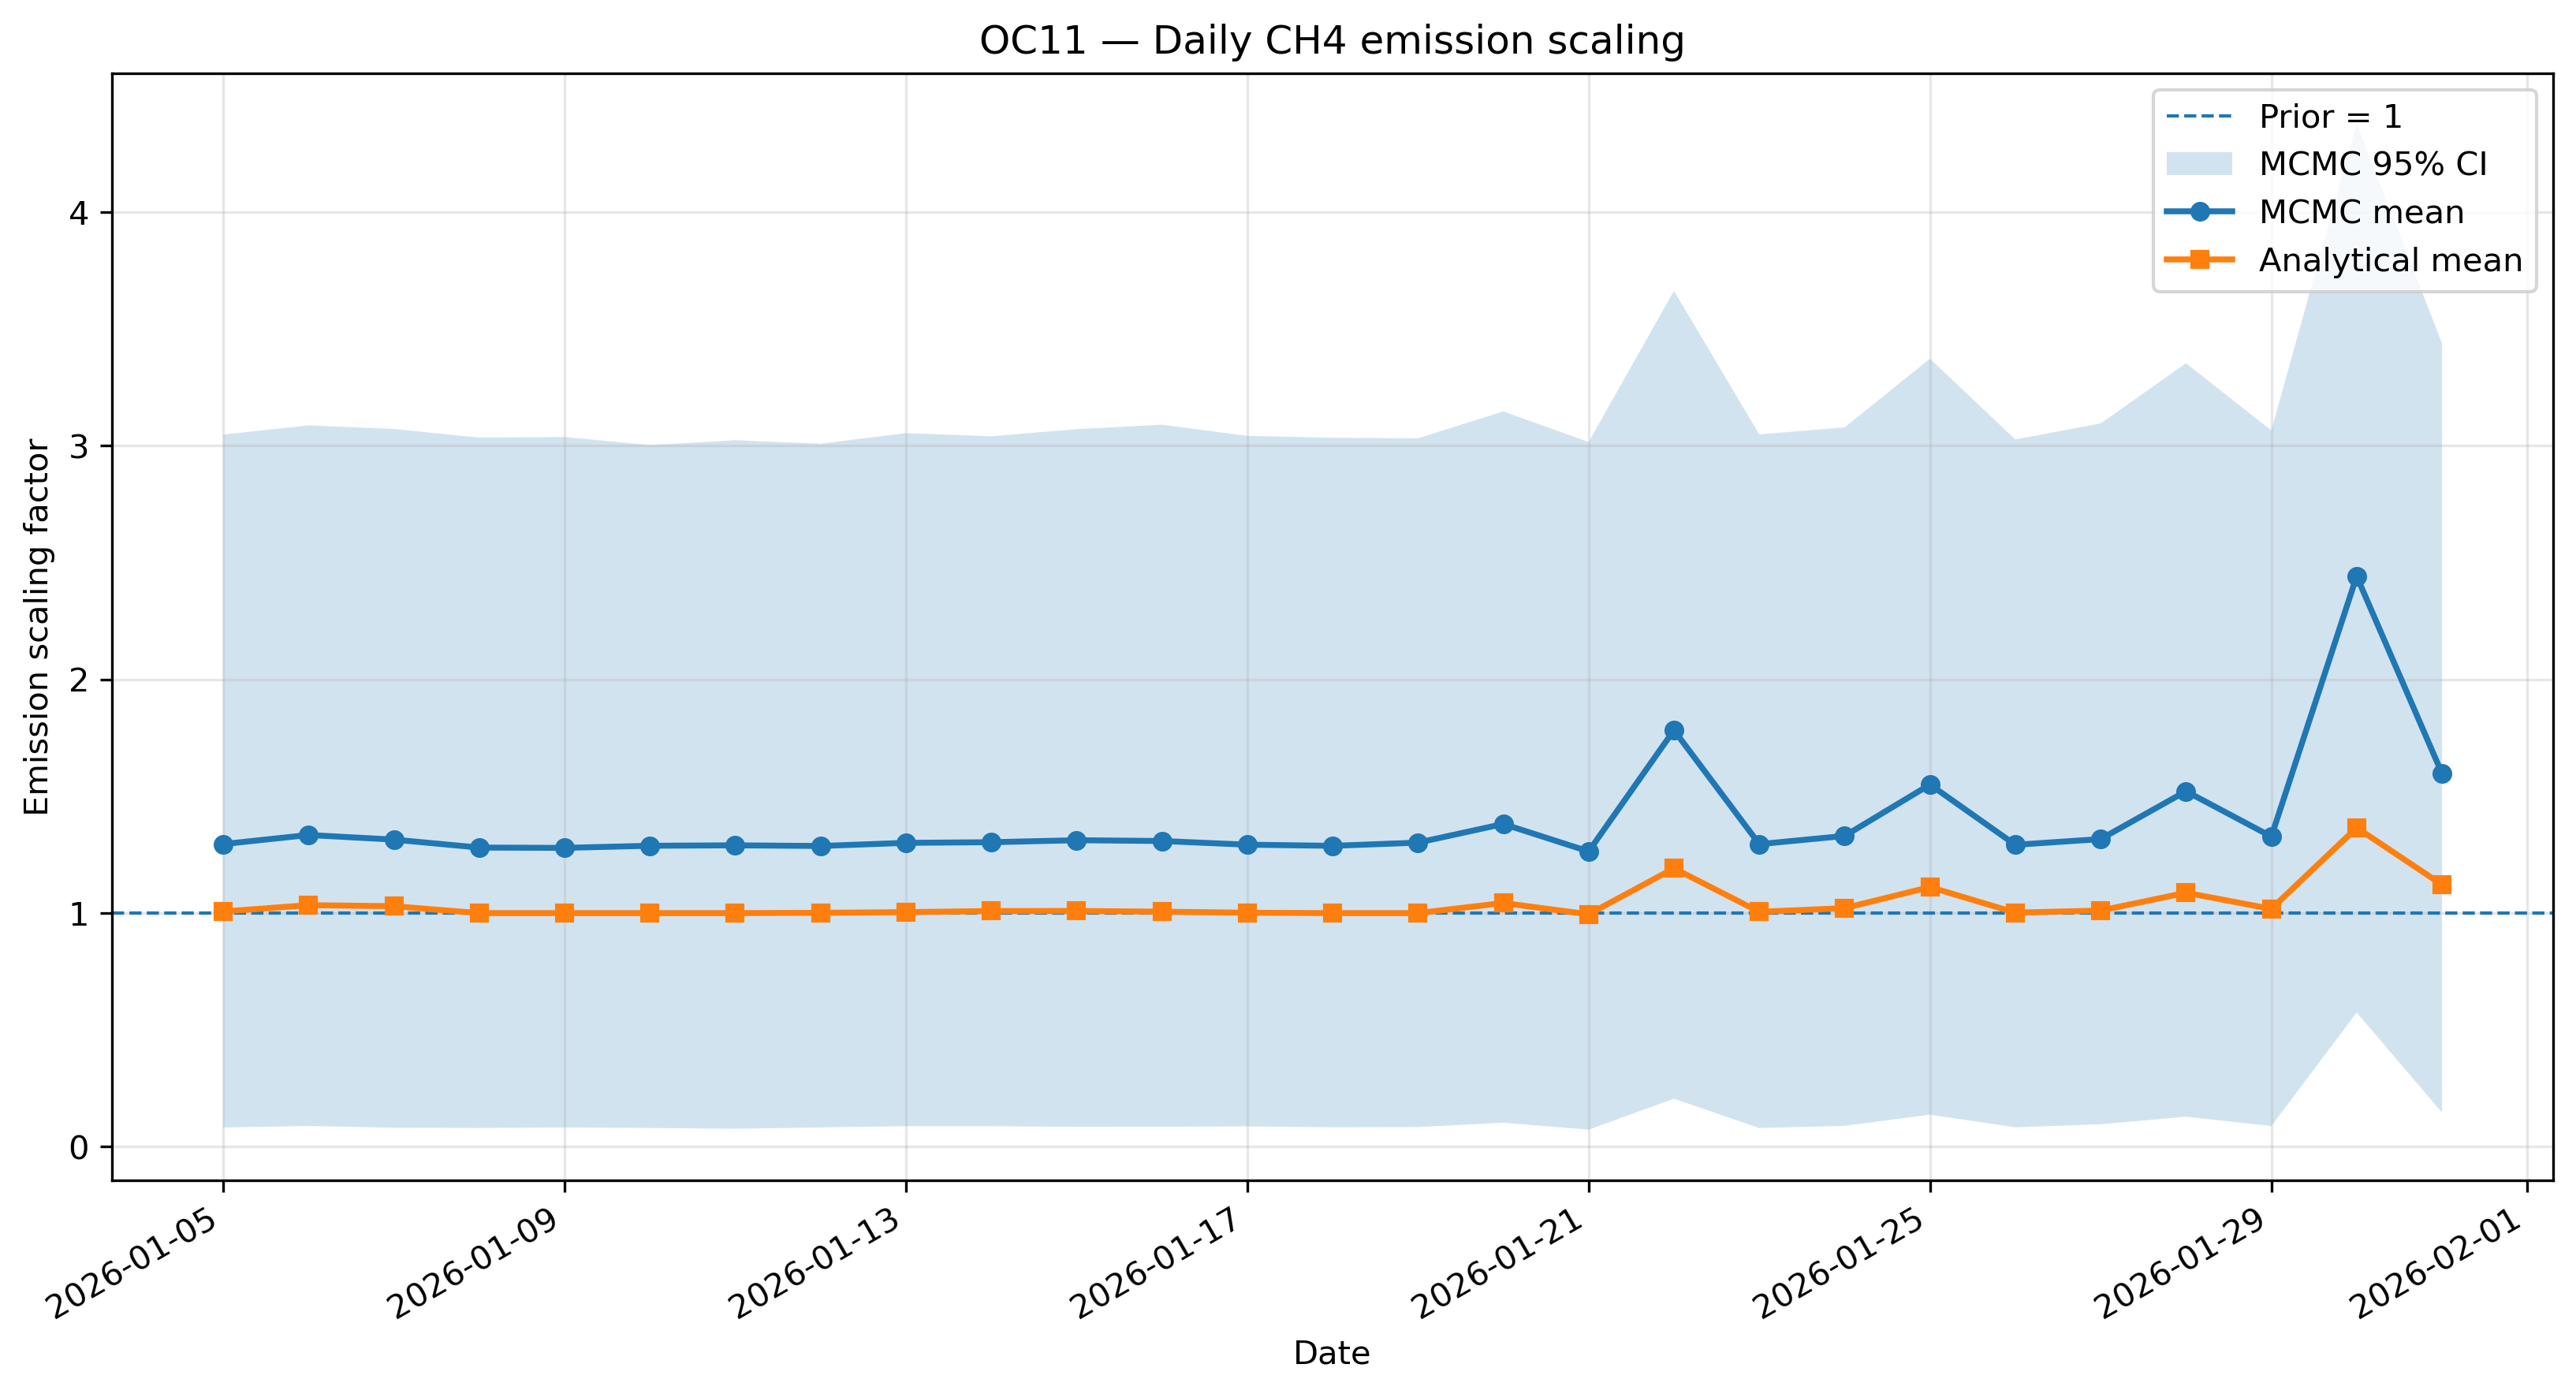 OC11 — Daily CH4 emission scaling
Prior = 1
MCMC 95% CI
MCMC mean
Analytical mean
Emission scaling factor
4
3
2
1
0
2026-01-05
2026-01-09
2026-01-13
2026-01-17
2026-01-21
2026-01-25
2026-01-29
2026-02-01
Date